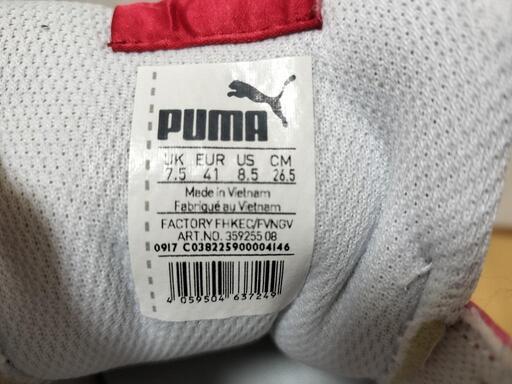 PUMA
UK EUR US CM
7.5 41 8.5 26.5
Made in Vietnam
Fabriqué au Vietnam
FACTORY FHKEC/FVNGV
ART.NO. 359255 08
0917 C038225900004146
4 059504 637249